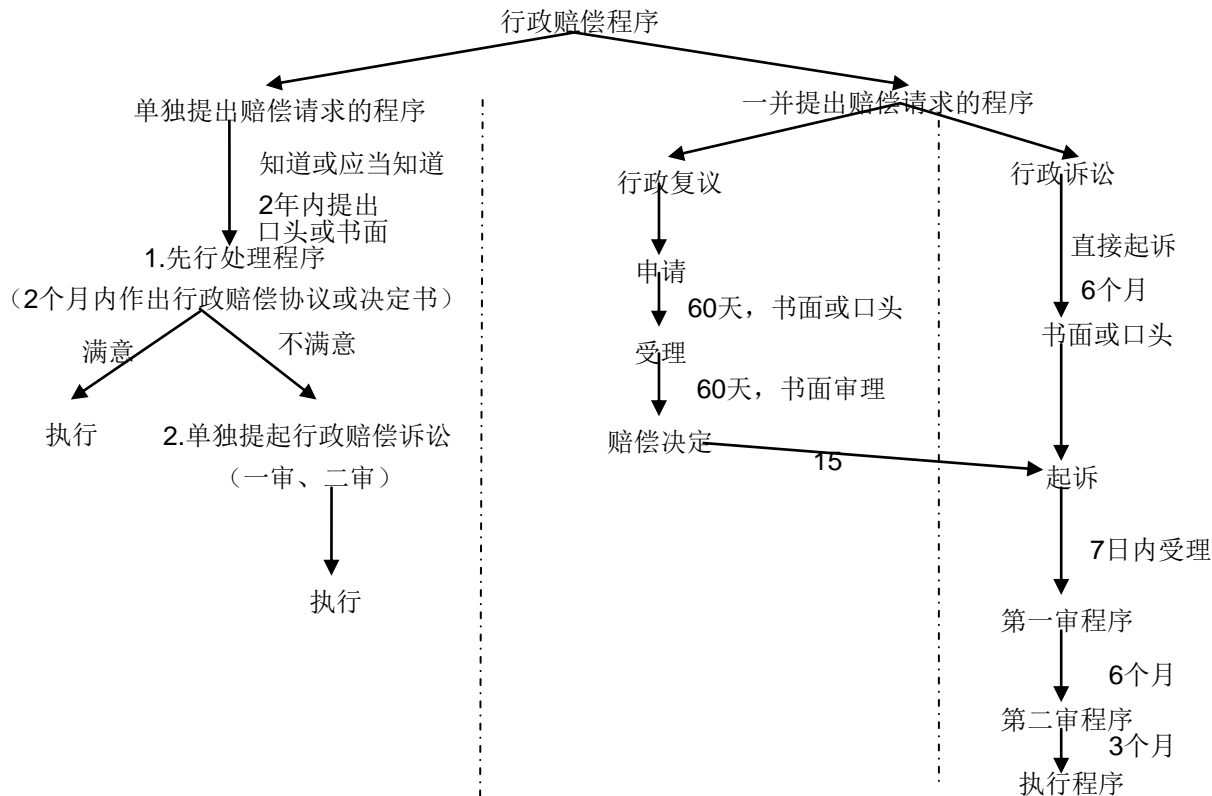 行政赔偿程序
单独提出赔偿请求的程序
知道或应当知道
2年内提出
口头或书面
1.先行处理程序
（2个月内作出行政赔偿协议或决定书）
满意
不满意
执行
2.单独提起行政赔偿诉讼
（一审、二审）
执行
一并提出赔偿请求的程序
行政复议
申请
60天，书面或口头
受理
60天，书面审理
赔偿决定
15
行政诉讼
直接起诉
6个月
书面或口头
起诉
7日内受理
第一审程序
6个月
第二审程序
3个月
执行程序